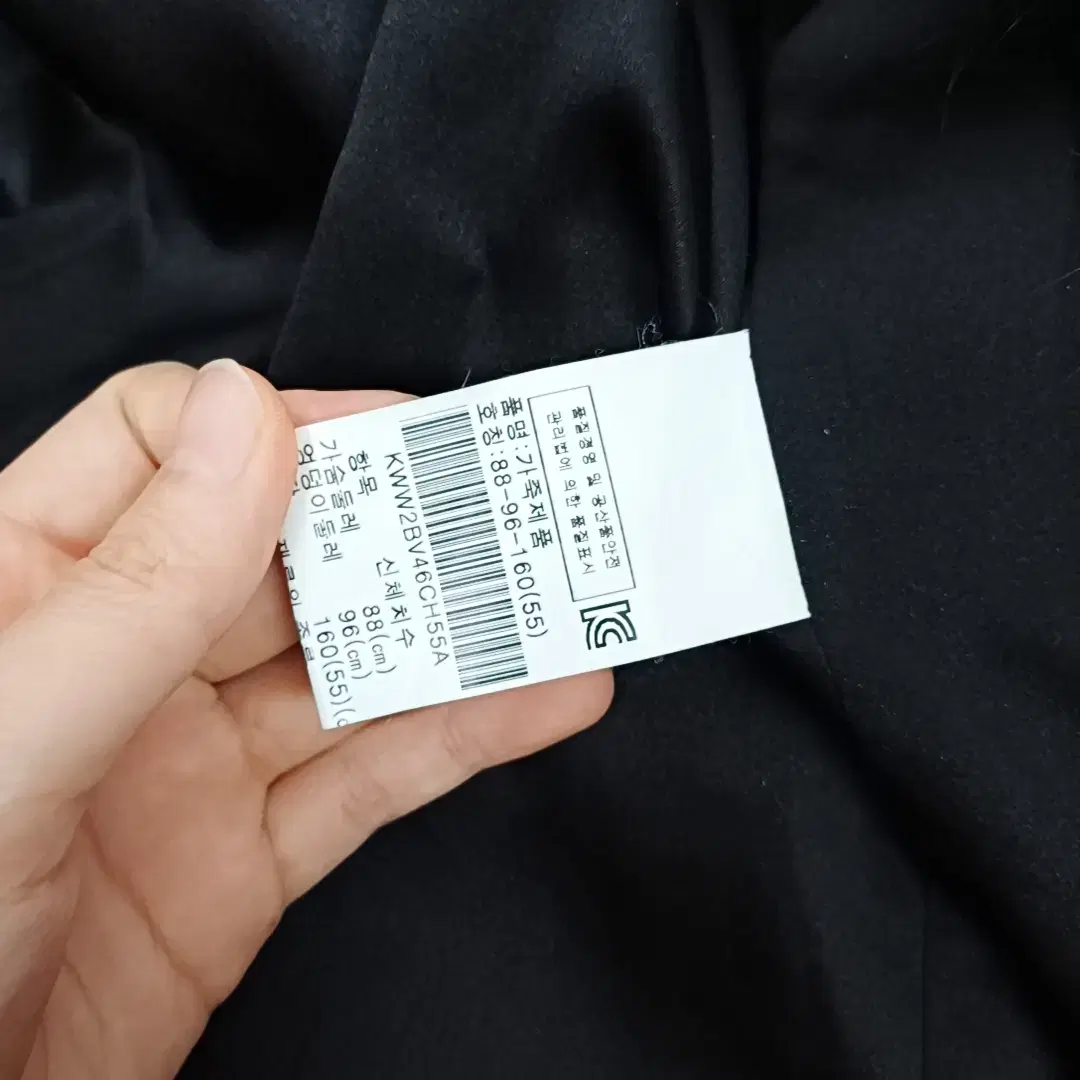 품질경영 및 공산품안전
관리법에 의한 품질표시
품명:가죽제품
호칭:88-96-160(55)
KWW2BV46CH55A
항목 신체치수
가슴둘레 88(cm)
엉덩이둘레 96(cm)
160(55)(